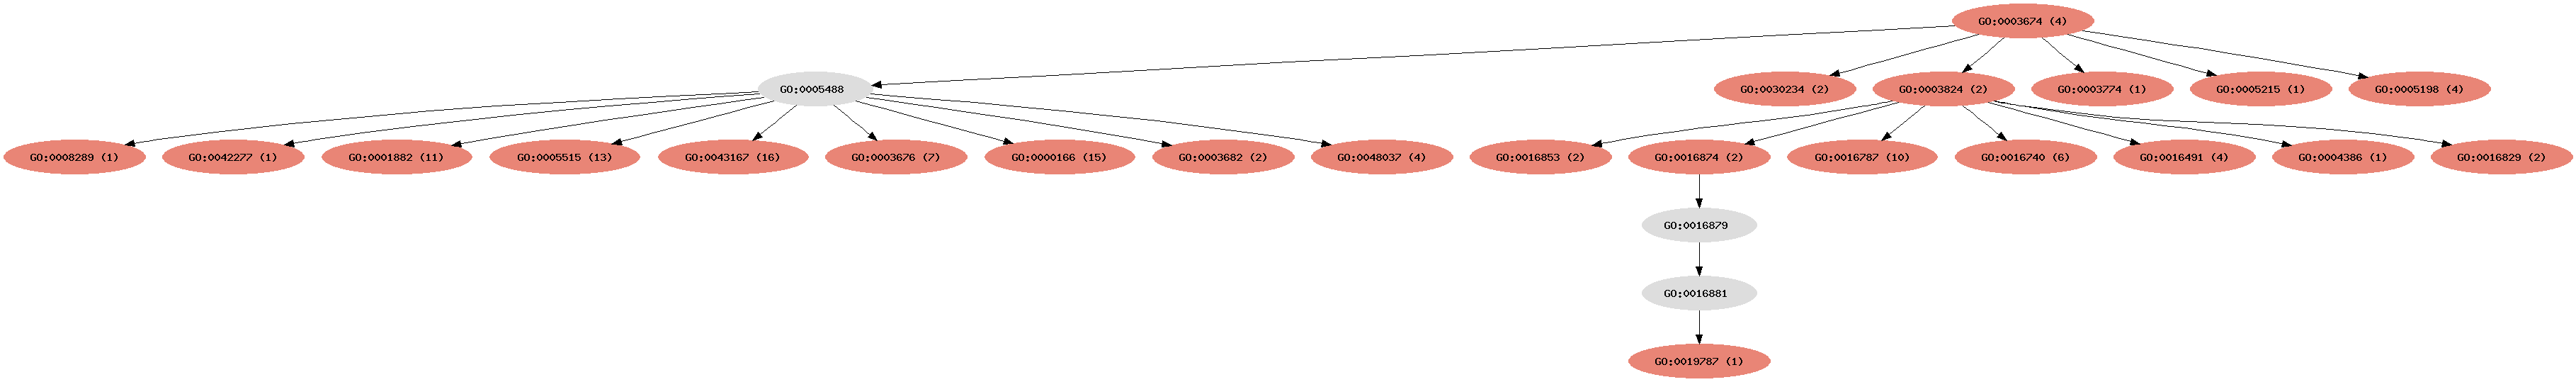 GO:0003674 (4)
GO:0005488
GO:0030234 (2)
GO:0003824 (2)
GO:0003774 (1)
GO:0005215 (1)
GO:0005198 (4)
GO:0008289 (1)
GO:0042277 (1)
GO:0001882 (11)
GO:0005515 (13)
GO:0043167 (16)
GO:0003676 (7)
GO:0000166 (15)
GO:0003682 (2)
GO:0048037 (4)
GO:0016853 (2)
GO:0016874 (2)
GO:0016787 (10)
GO:0016740 (6)
GO:0016491 (4)
GO:0004386 (1)
GO:0016829 (2)
GO:0016879
GO:0016881
GO:0019787 (1)